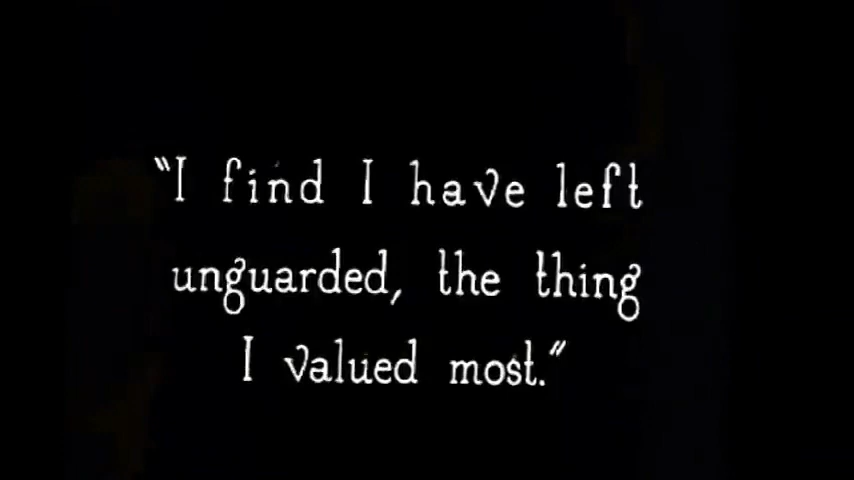 "I find I have left
unguarded, the thing
I valued most."